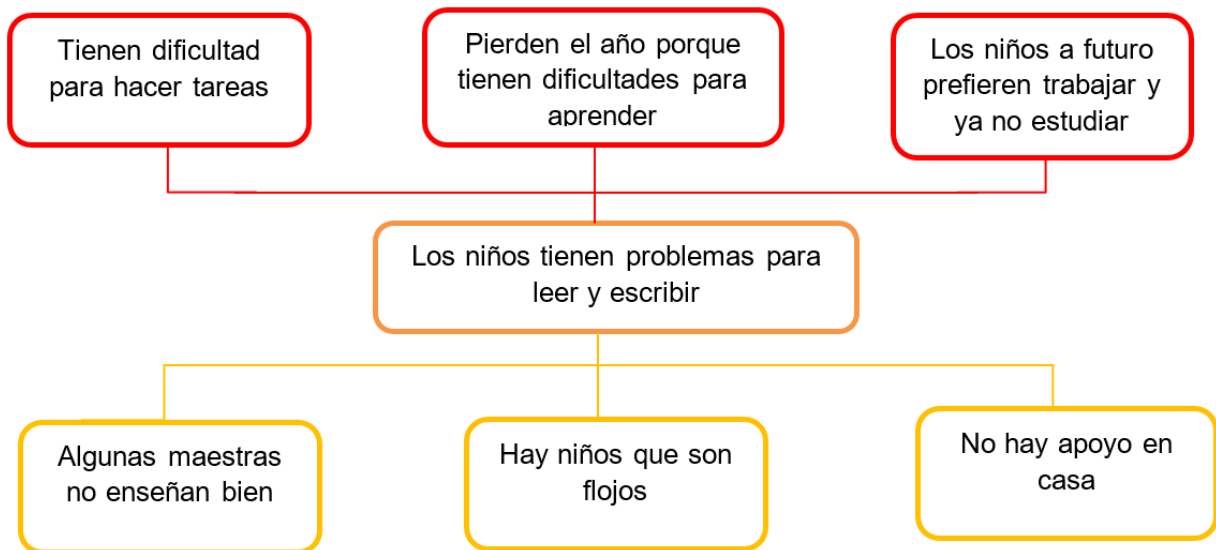 Tienen dificultad
para hacer tareas
Pierden el año porque
tienen dificultades para
aprender
Los niños a futuro
prefieren trabajar y
ya no estudiar
Los niños tienen problemas para
leer y escribir
Algunas maestras
no enseñan bien
Hay niños que son
flojos
No hay apoyo en
casa